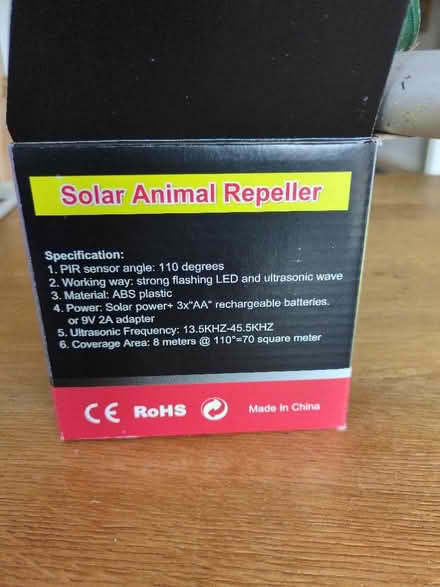 Solar Animal Repeller
Specification:
1. PIR sensor angle: 110 degrees
2. Working way: strong flashing LED and ultrasonic wave
3. Material: ABS plastic
4. Power: Solar power+ 3x"AA" rechargeable batteries.
or 9V 2A adapter
5. Ultrasonic Frequency: 13.5KHZ-45.5KHZ
6. Coverage Area: 8 meters @ 110°=70 square meter
CE RoHS Made In China